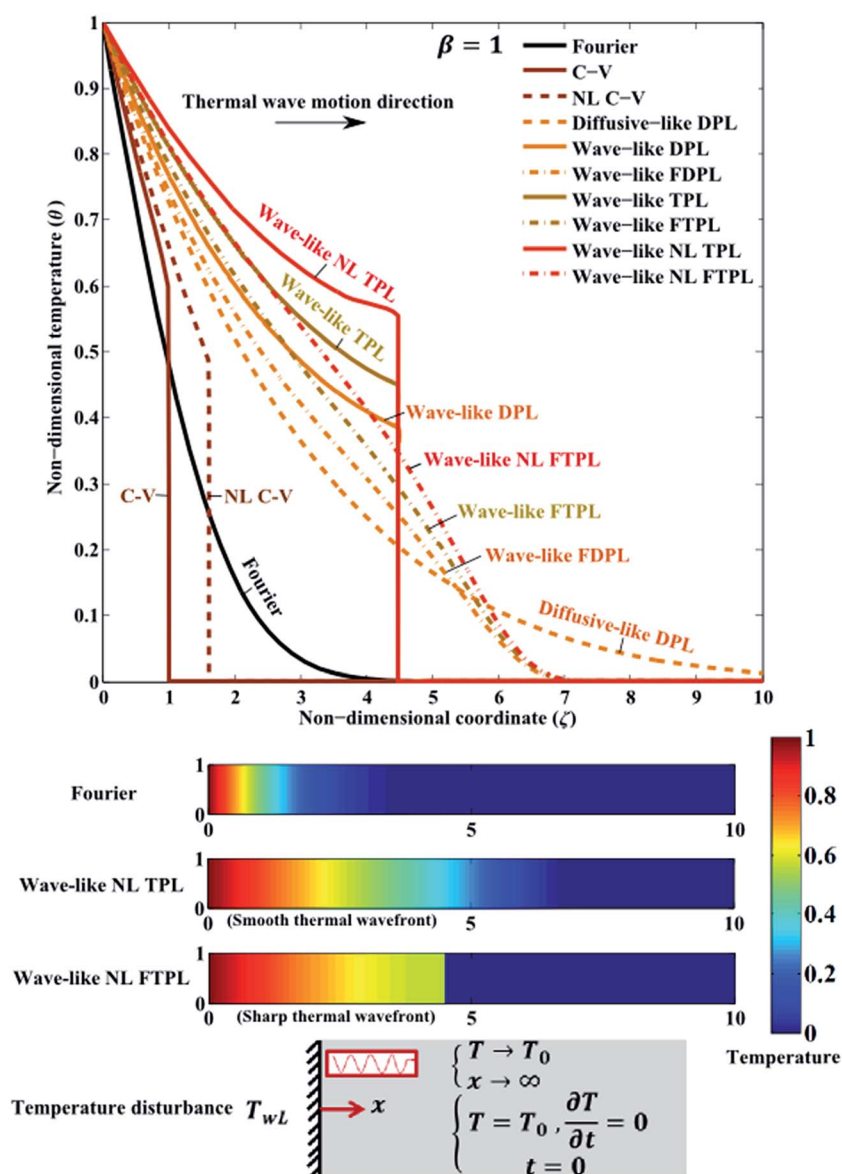 β = 1
Fourier
C−V
NL C−V
Diffusive−like DPL
Wave−like DPL
Wave−like FDPL
Wave−like TPL
Wave−like FTPL
Wave−like NL TPL
Wave−like NL FTPL
Thermal wave motion direction
Wave-like NL TPL
Wave-like TPL
Wave-like DPL
Wave-like NL FTPL
Wave-like FTPL
Wave-like FDPL
Diffusive-like DPL
C-V
NL C-V
Fourier
Non-dimensional temperature (θ)
1
0.9
0.8
0.7
0.6
0.5
0.4
0.3
0.2
0.1
0
0 1 2 3 4 5 6 7 8 9 10
Non-dimensional coordinate (ζ)
Fourier
1
0
0 5 10
Wave-like NL TPL
1
0
0 (Smooth thermal wavefront) 5 10
Wave-like NL FTPL
1
0
0 (Sharp thermal wavefront) 5 10
1
0.8
0.6
0.4
0.2
0
Temperature
Temperature disturbance T_wL
x
{ T → T_0
x → ∞
{ T = T_0 , ∂T/∂t = 0
t = 0